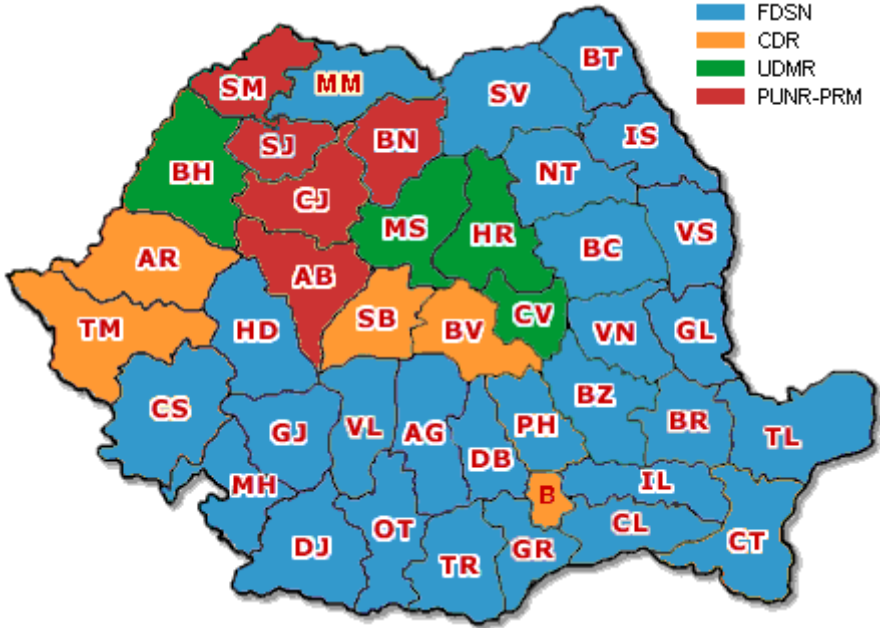 FDSN
CDR
UDMR
PUNR-PRM
BT
SM
MM
SV
IS
SJ
BN
BH
NT
CJ
MS
HR
VS
BC
AR
AB
SB
CV
TM
HD
BV
VN
GL
BZ
CS
GJ
VL
AG
PH
BR
TL
DB
MH
IL
B
OT
CL
DJ
GR
CT
TR